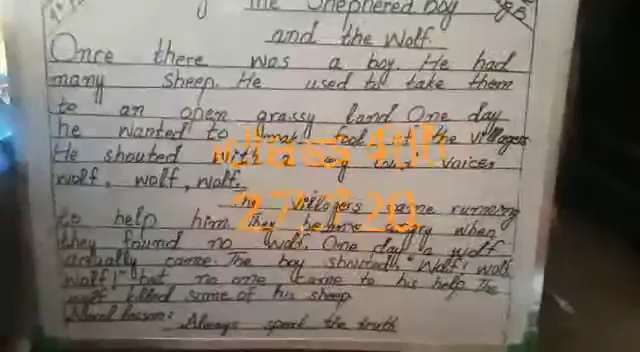 The Shephered boy
and the Wolf.
Once there was a boy. He had
many sheep. He used to take them
to an open grassy land One day
he wanted to make fool of the villagers
He shouted with a very loud voice,
wolf, wolf, wolf.
The villagers came running
to help him. They became angry when
they found no wolf. One day a wolf
actually came. The boy shouted, "Wolf! wolf
wolf!" but no one came to his help The
wolf killed some of his sheep
Moral lesson: Always speak the truth
class 4th
27.7.20